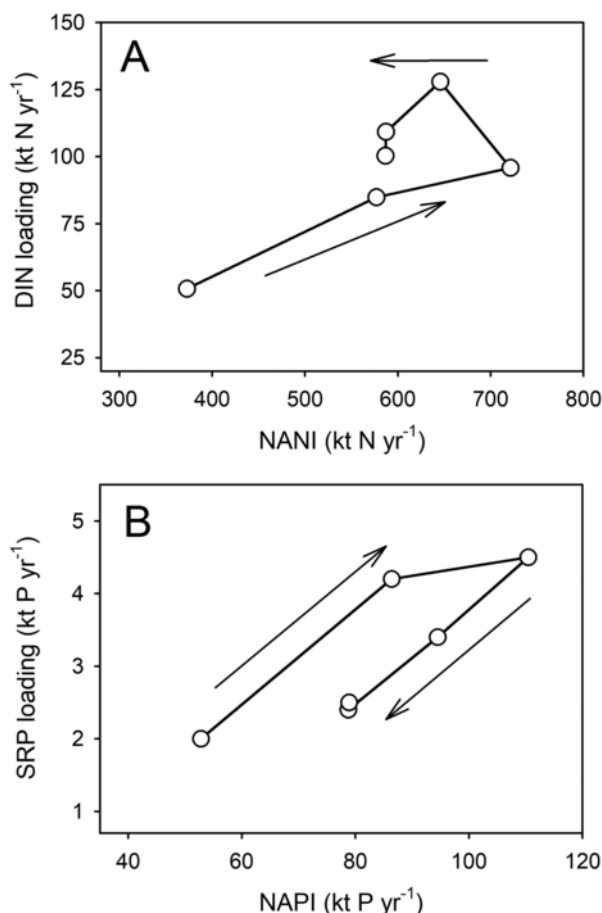 A
150
125
100
75
50
25
DIN loading (kt N yr⁻¹)
300 400 500 600 700 800
NANI (kt N yr⁻¹)
B
5
4
3
2
1
SRP loading (kt P yr⁻¹)
40 60 80 100 120
NAPI (kt P yr⁻¹)